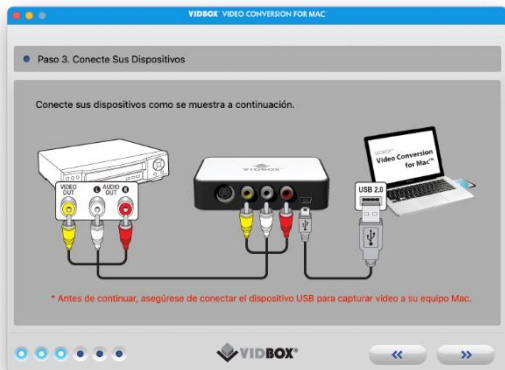 VIDBOX® VIDEO CONVERSION FOR MAC
Paso 3. Conecte Sus Dispositivos
Conecte sus dispositivos como se muestra a continuación.
VIDEO OUT
L AUDIO OUT R
VIDBOX
USB 2.0
VIDBOX®
Video Conversion
for Mac™
* Antes de continuar, asegúrese de conectar el dispositivo USB para capturar video a su equipo Mac.
VIDBOX®